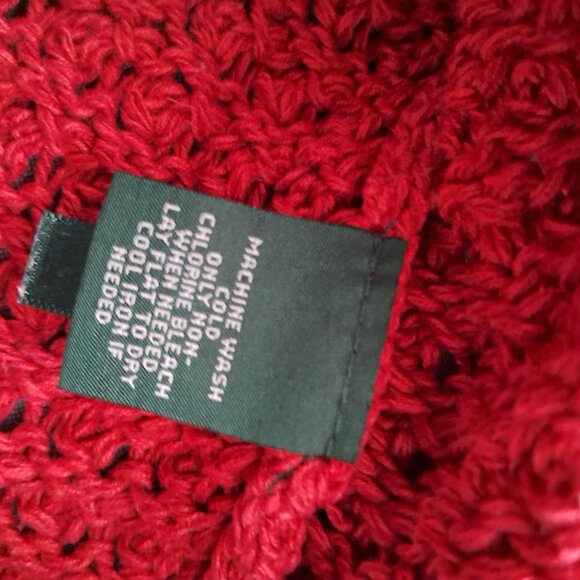 MACHINE WASH
COLD
ONLY NON-
CHLORINE BLEACH
WHEN NEEDED
LAY FLAT TO DRY
COOL IRON IF
NEEDED